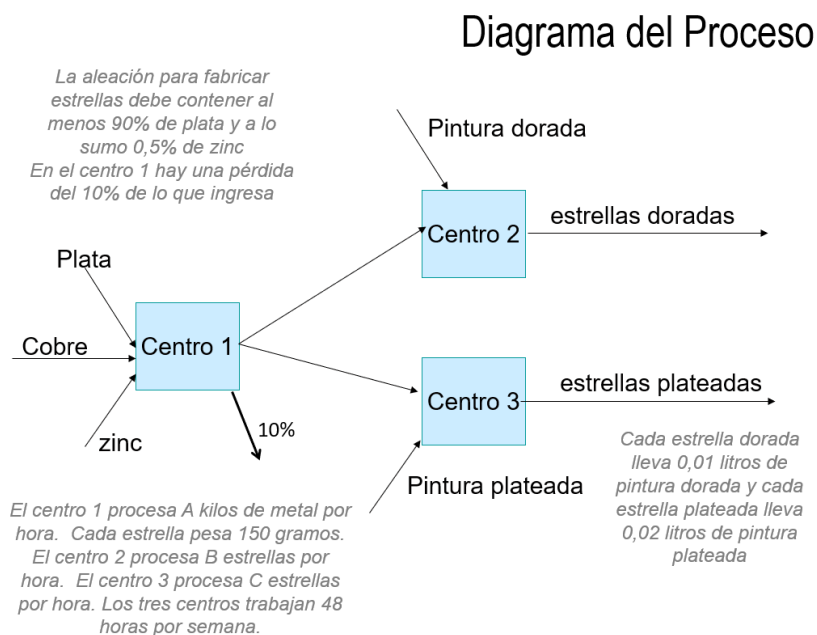 Diagrama del Proceso
La aleación para fabricar
estrellas debe contener al
menos 90% de plata y a lo
sumo 0,5% de zinc
En el centro 1 hay una pérdida
del 10% de lo que ingresa
Pintura dorada
Centro 2
estrellas doradas
Plata
Cobre
Centro 1
zinc
10%
Centro 3
estrellas plateadas
Pintura plateada
Cada estrella dorada
lleva 0,01 litros de
pintura dorada y cada
estrella plateada lleva
0,02 litros de pintura
plateada
El centro 1 procesa A kilos de metal por
hora. Cada estrella pesa 150 gramos.
El centro 2 procesa B estrellas por
hora. El centro 3 procesa C estrellas
por hora. Los tres centros trabajan 48
horas por semana.